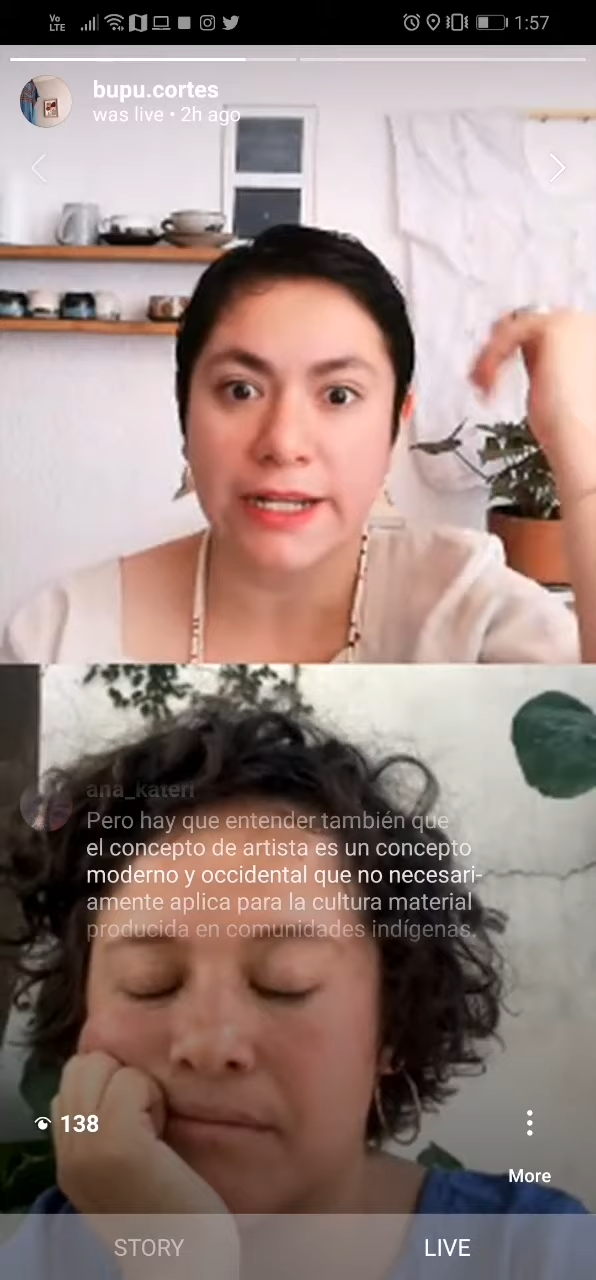 Vo
LTE
1:57
bupu.cortes
was live • 2h ago
ana_kateri
Pero hay que entender también que
el concepto de artista es un concepto
moderno y occidental que no necesari-
amente aplica para la cultura material
producida en comunidades indígenas.
138
More
STORY
LIVE